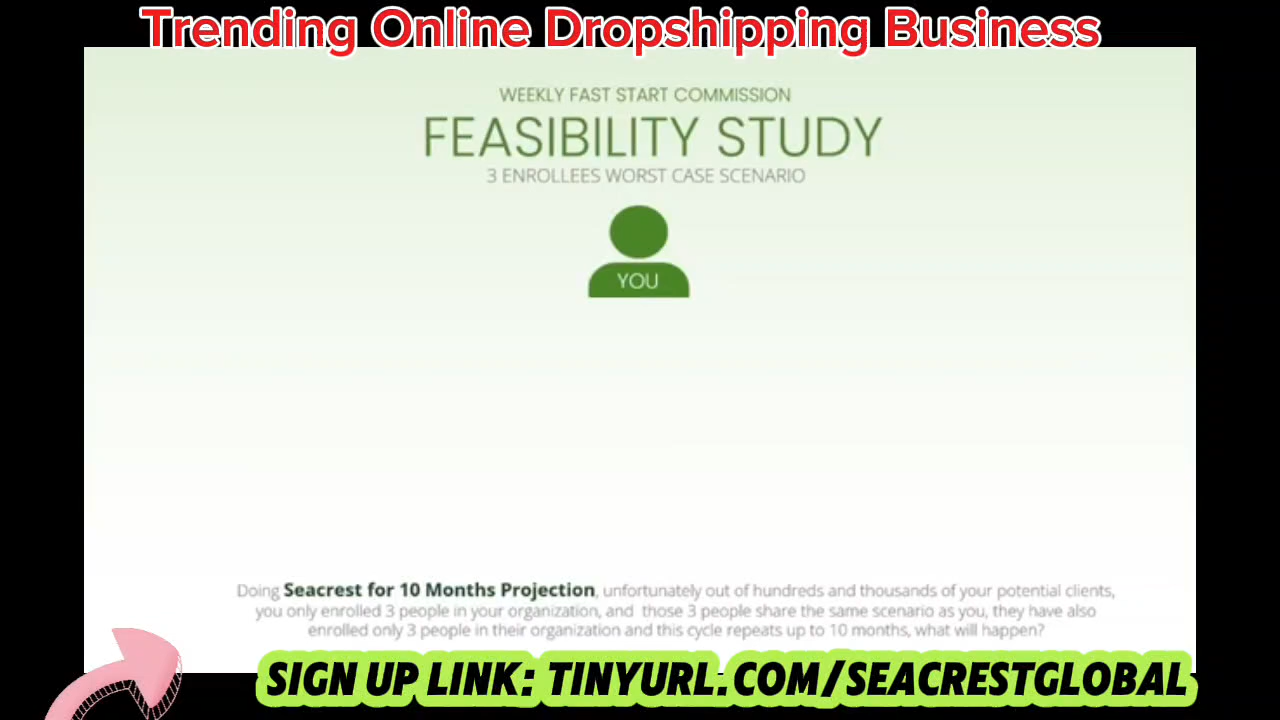 Trending Online Dropshipping Business
WEEKLY FAST START COMMISSION
FEASIBILITY STUDY
3 ENROLLEES WORST CASE SCENARIO
YOU
Doing Seacrest for 10 Months Projection, unfortunately out of hundreds and thousands of your potential clients,
you only enrolled 3 people in your organization, and those 3 people share the same scenario as you, they have also
enrolled only 3 people in their organization and this cycle repeats up to 10 months, what will happen?
SIGN UP LINK: TINYURL.COM/SEACRESTGLOBAL